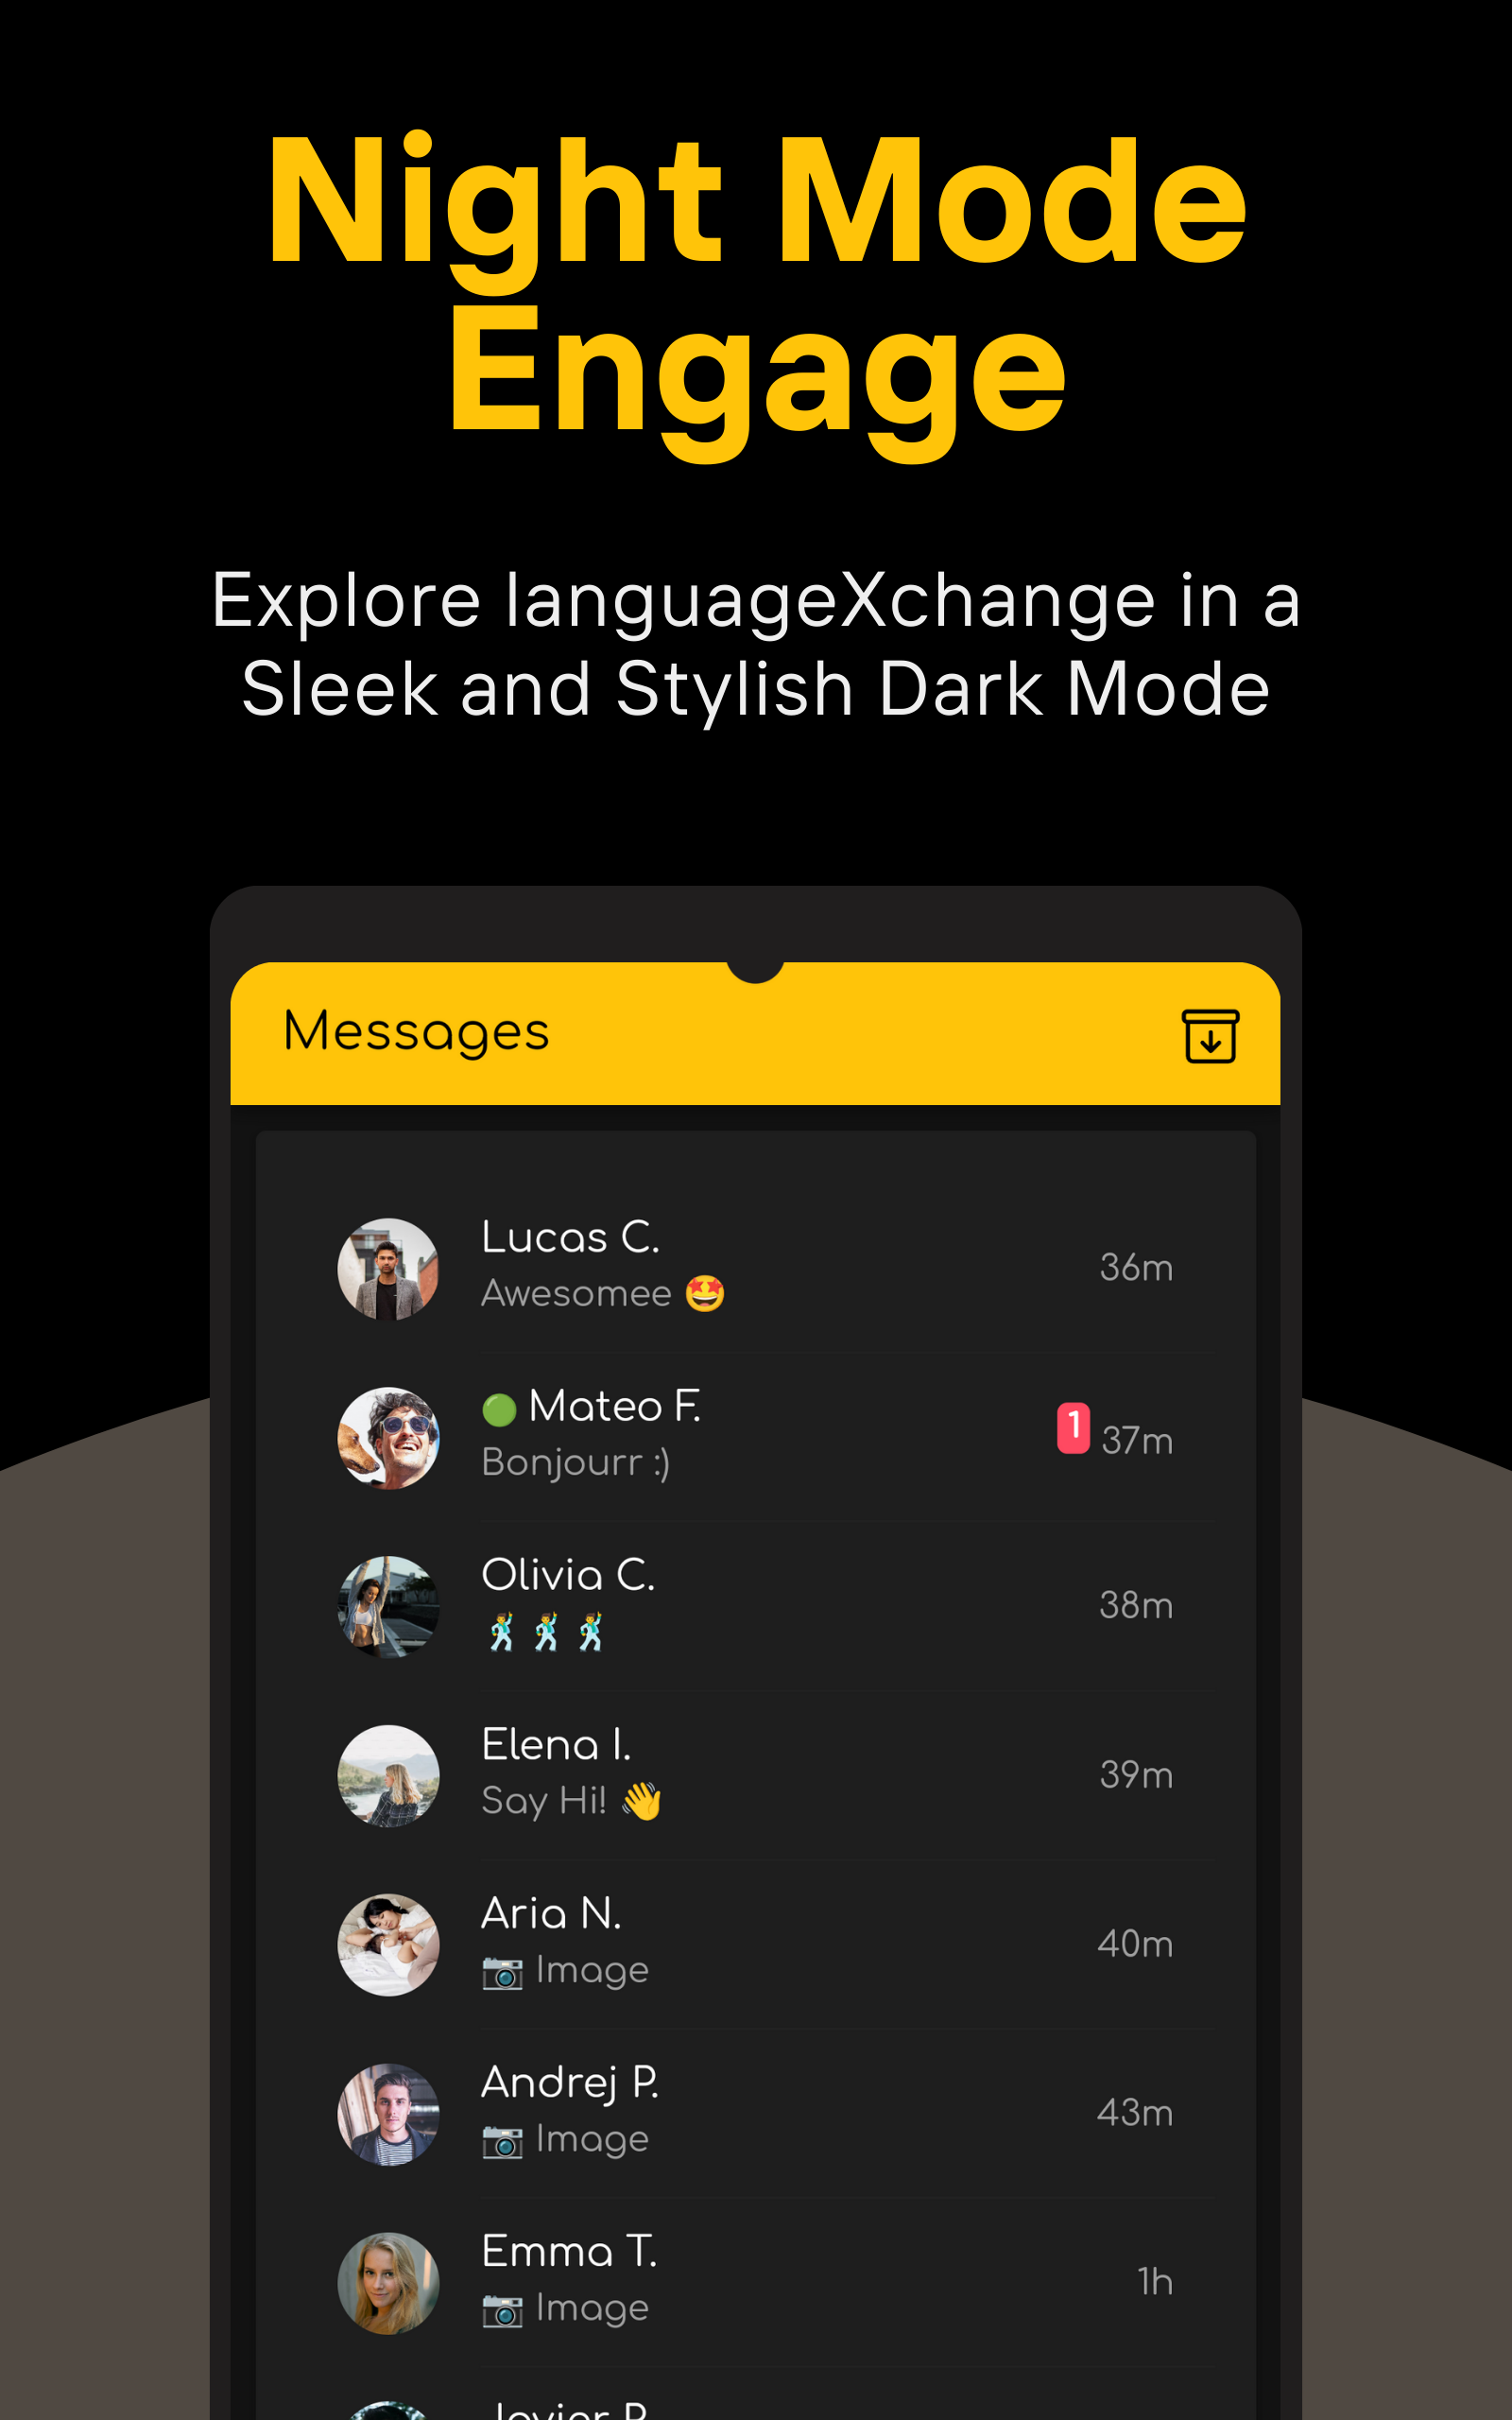 Night Mode
Engage
Explore languageXchange in a
Sleek and Stylish Dark Mode
Messages
Lucas C.
Awesomee 🤩
36m
🟢 Mateo F.
Bonjourr :)
1 37m
Olivia C.
🕺🕺🕺
38m
Elena I.
Say Hi! 👋
39m
Aria N.
📷 Image
40m
Andrej P.
📷 Image
43m
Emma T.
📷 Image
1h